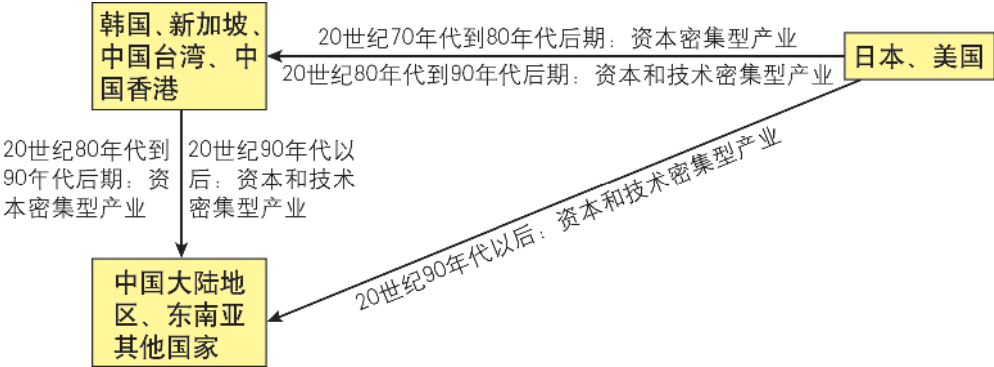 韩国、新加坡、
中国台湾、中
国香港
20世纪70年代到80年代后期：资本密集型产业
20世纪80年代到90年代后期：资本和技术密集型产业
日本、美国
20世纪80年代到
90年代后期：资
本密集型产业
20世纪90年代以
后：资本和技术
密集型产业
20世纪90年代以后：资本和技术密集型产业
中国大陆地
区、东南亚
其他国家